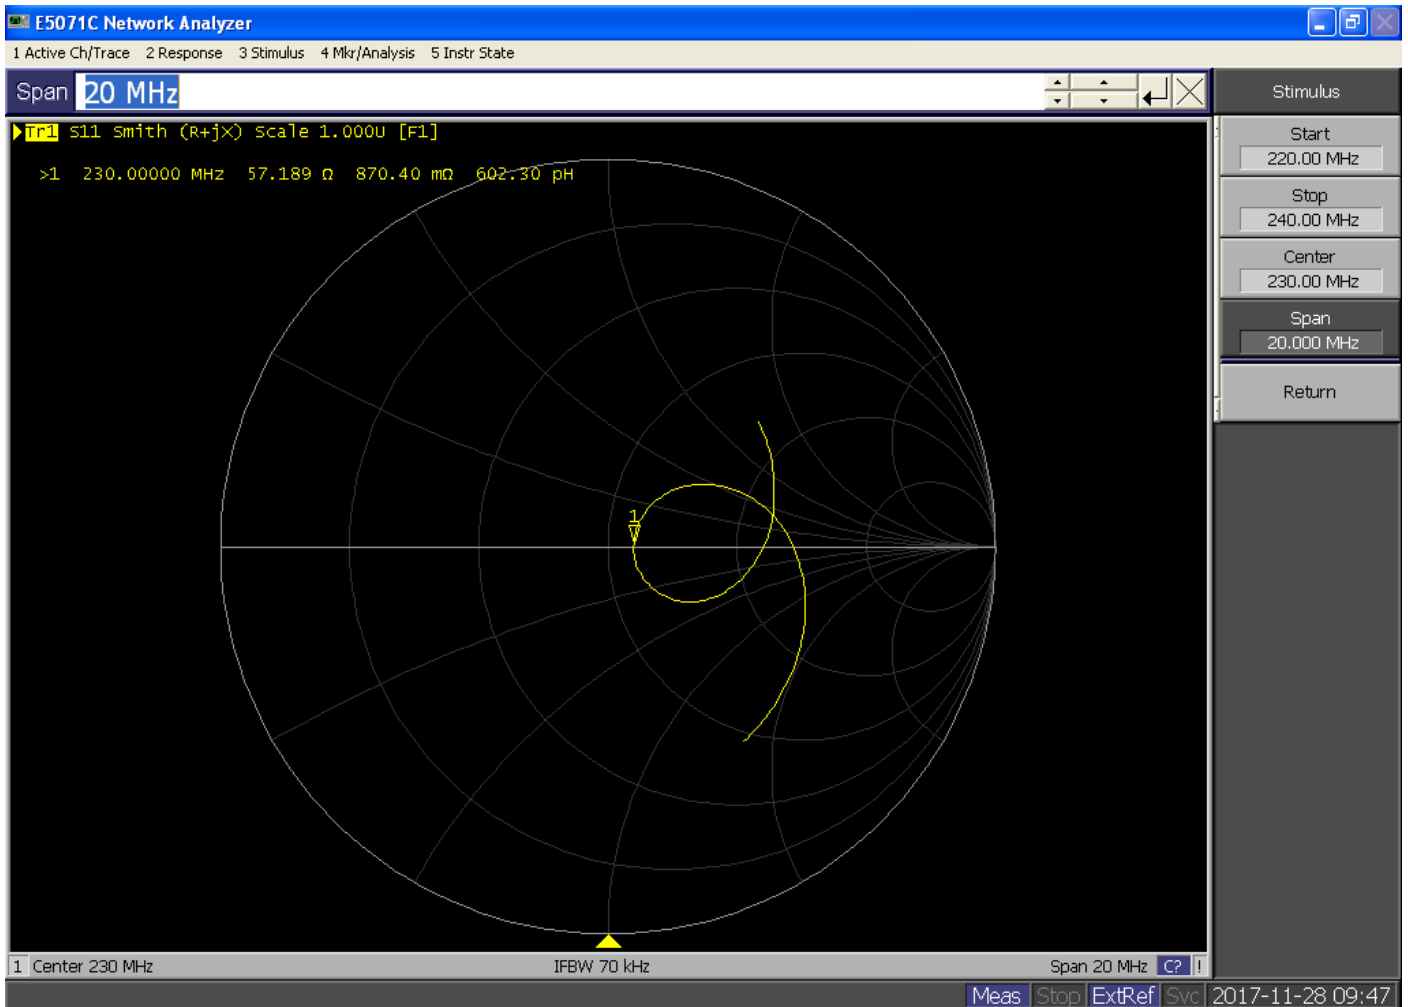 E5071C Network Analyzer
1 Active Ch/Trace 2 Response 3 Stimulus 4 Mkr/Analysis 5 Instr State
Span 20 MHz
Stimulus
Tr1 S11 Smith (R+jX) Scale 1.000U [F1]
>1 230.00000 MHz 57.189 Ω 870.40 mΩ 602.30 pH
1
Start
220.00 MHz
Stop
240.00 MHz
Center
230.00 MHz
Span
20.000 MHz
Return
1 Center 230 MHz IFBW 70 kHz Span 20 MHz C? !
Meas Stop ExtRef Svc 2017-11-28 09:47